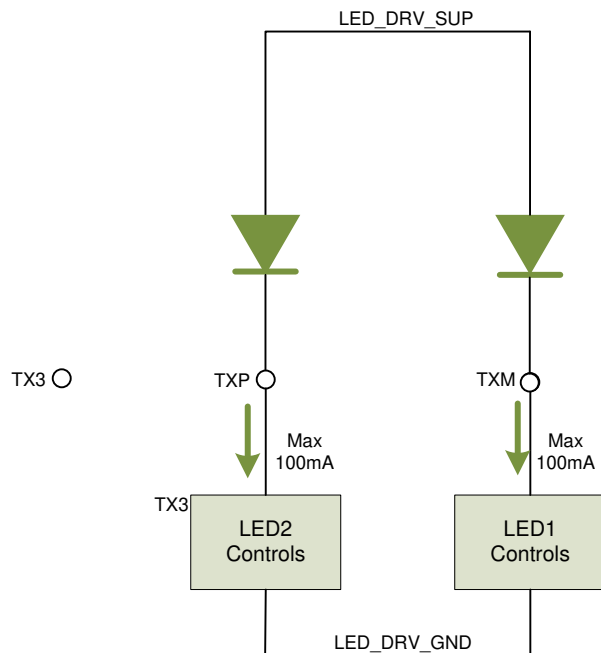 LED_DRV_SUP
TX3
TXP
TXM
Max
100mA
Max
100mA
TX3
LED2
Controls
LED1
Controls
LED_DRV_GND